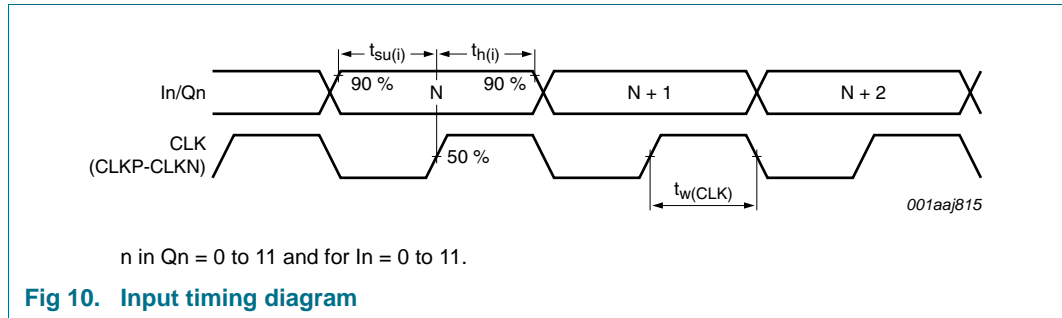 tsu(i) th(i)
In/Qn 90 % N 90 % N + 1 N + 2
CLK
(CLKP-CLKN) 50 %
tw(CLK)
001aaj815
n in Qn = 0 to 11 and for In = 0 to 11.
Fig 10. Input timing diagram